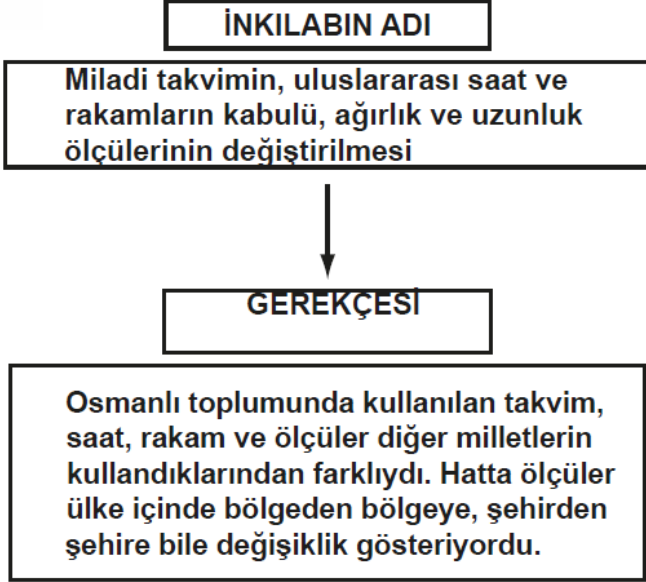 İNKILABIN ADI
Miladi takvimin, uluslararası saat ve
rakamların kabulü, ağırlık ve uzunluk
ölçülerinin değiştirilmesi
GEREKÇESİ
Osmanlı toplumunda kullanılan takvim,
saat, rakam ve ölçüler diğer milletlerin
kullandıklarından farklıydı. Hatta ölçüler
ülke içinde bölgeden bölgeye, şehirden
şehire bile değişiklik gösteriyordu.